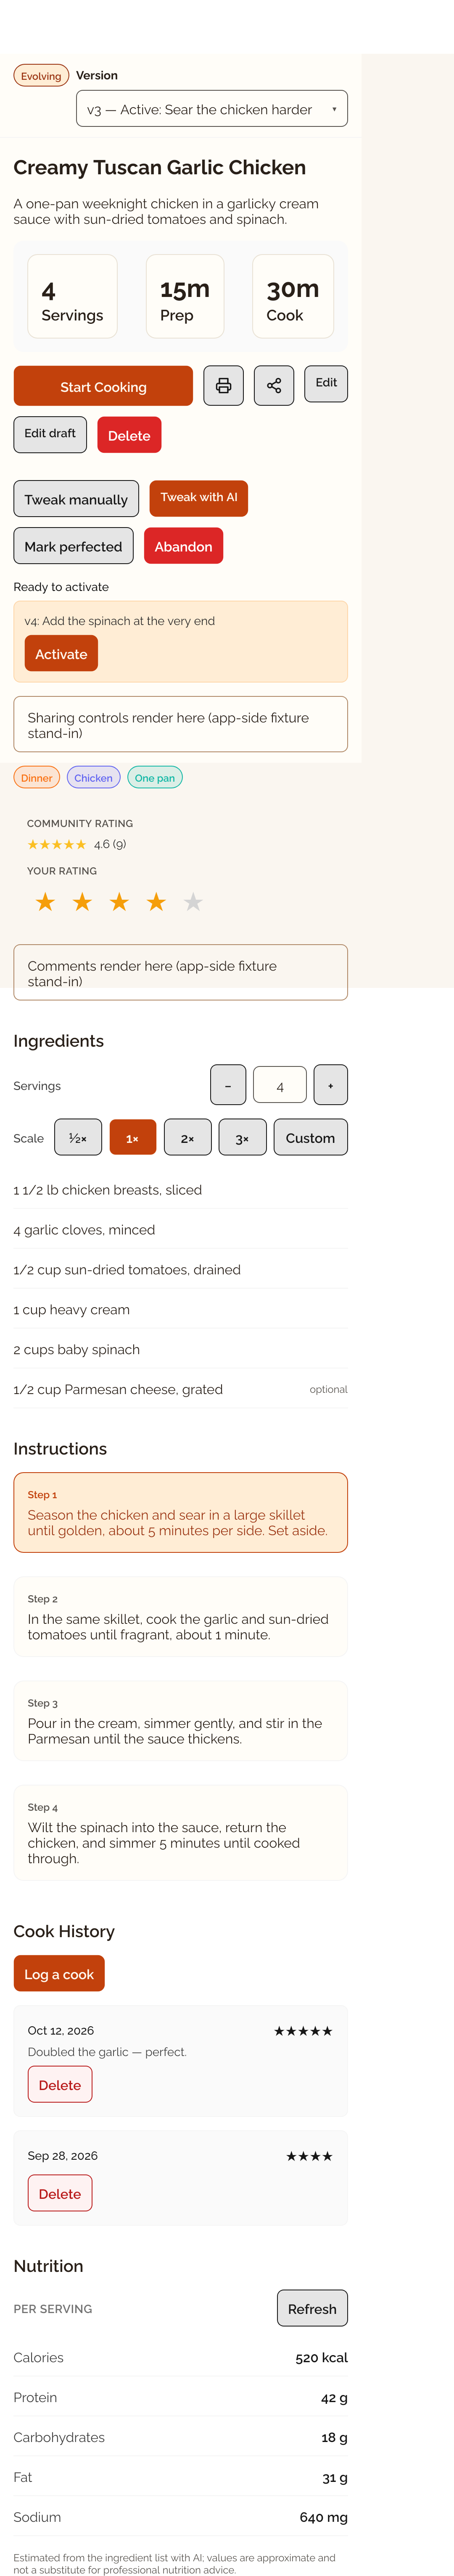 Evolving
Version
v3 — Active: Sear the chicken harder
Creamy Tuscan Garlic Chicken
A one-pan weeknight chicken in a garlicky cream
sauce with sun-dried tomatoes and spinach.
4
Servings
15m
Prep
30m
Cook
Start Cooking
Edit
Edit draft
Delete
Tweak manually
Tweak with AI
Mark perfected
Abandon
Ready to activate
v4: Add the spinach at the very end
Activate
Sharing controls render here (app-side fixture
stand-in)
Dinner
Chicken
One pan
COMMUNITY RATING
★★★★★ 4.6 (9)
YOUR RATING
★ ★ ★ ★ ★
Comments render here (app-side fixture
stand-in)
Ingredients
Servings
−
4
+
Scale
½×
1×
2×
3×
Custom
1 1/2 lb chicken breasts, sliced
4 garlic cloves, minced
1/2 cup sun-dried tomatoes, drained
1 cup heavy cream
2 cups baby spinach
1/2 cup Parmesan cheese, grated
optional
Instructions
Step 1
Season the chicken and sear in a large skillet
until golden, about 5 minutes per side. Set aside.
Step 2
In the same skillet, cook the garlic and sun-dried
tomatoes until fragrant, about 1 minute.
Step 3
Pour in the cream, simmer gently, and stir in the
Parmesan until the sauce thickens.
Step 4
Wilt the spinach into the sauce, return the
chicken, and simmer 5 minutes until cooked
through.
Cook History
Log a cook
Oct 12, 2026
★★★★★
Doubled the garlic — perfect.
Delete
Sep 28, 2026
★★★★
Delete
Nutrition
PER SERVING
Refresh
Calories
520 kcal
Protein
42 g
Carbohydrates
18 g
Fat
31 g
Sodium
640 mg
Estimated from the ingredient list with AI; values are approximate and
not a substitute for professional nutrition advice.